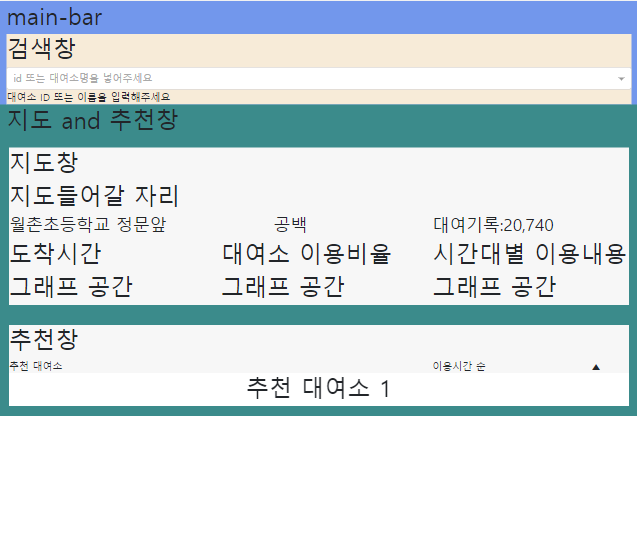 main-bar
검색창
id 또는 대여소명을 넣어주세요
대여소 ID 또는 이름을 입력해주세요
지도 and 추천창
지도창
지도들어갈 자리
월촌초등학교 정문앞 공백 대여기록:20,740
도착시간 대여소 이용비율 시간대별 이용내용
그래프 공간 그래프 공간 그래프 공간
추천창
추천 대여소 이용시간 순 ▲
추천 대여소 1